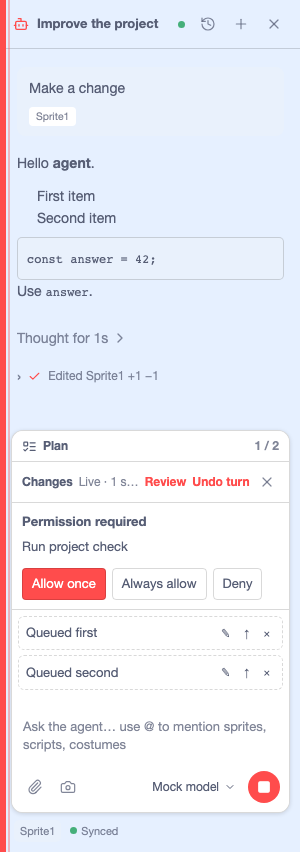 Improve the project
Make a change
Sprite1
Hello agent.
First item
Second item
const answer = 42;
Use answer.
Thought for 1s
Edited Sprite1 +1 −1
Plan 1 / 2
Changes Live · 1 s... Review Undo turn
Permission required
Run project check
Allow once Always allow Deny
Queued first
Queued second
Ask the agent… use @ to mention sprites,
scripts, costumes
Mock model
Sprite1 Synced